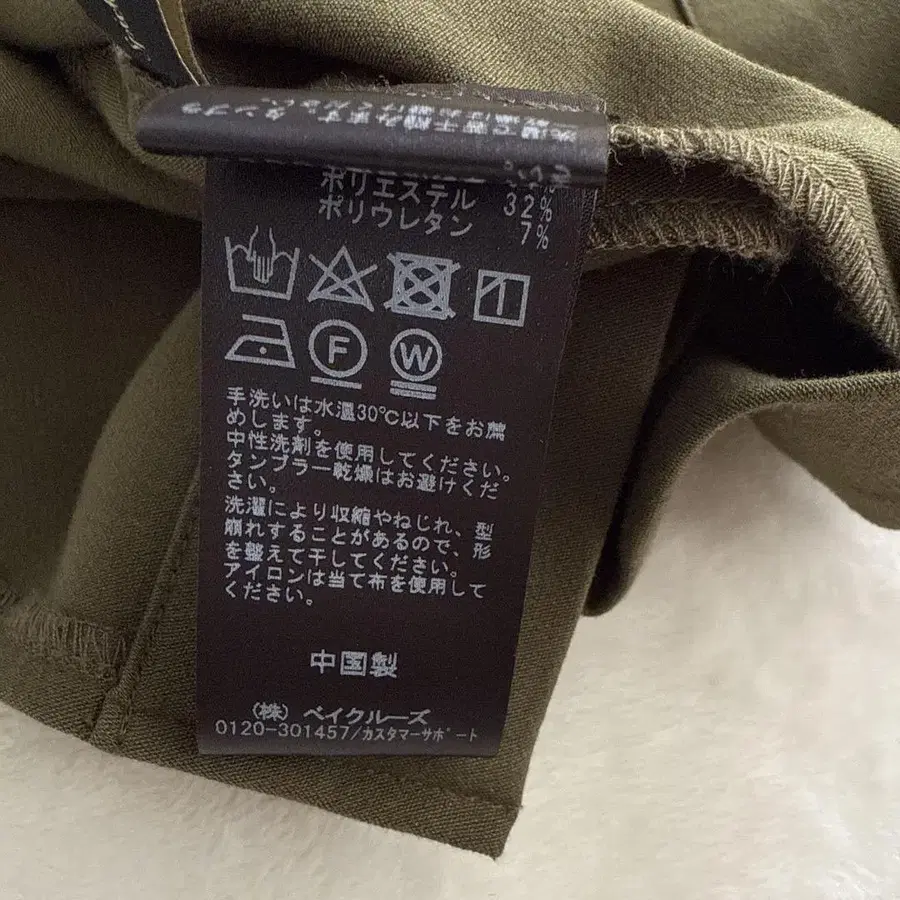 ポリエステル 32%
ポリウレタン 7%
F
W
手洗いは水温30℃以下をお薦
めします。
中性洗剤を使用してください。
タンブラー乾燥はお避けくだ
さい。
洗濯により収縮やねじれ、型
崩れすることがあるので、形
を整えて干してください。
アイロンは当て布を使用して
ください。
中国製
(株) ベイクルーズ
0120-301457/カスタマーサポート